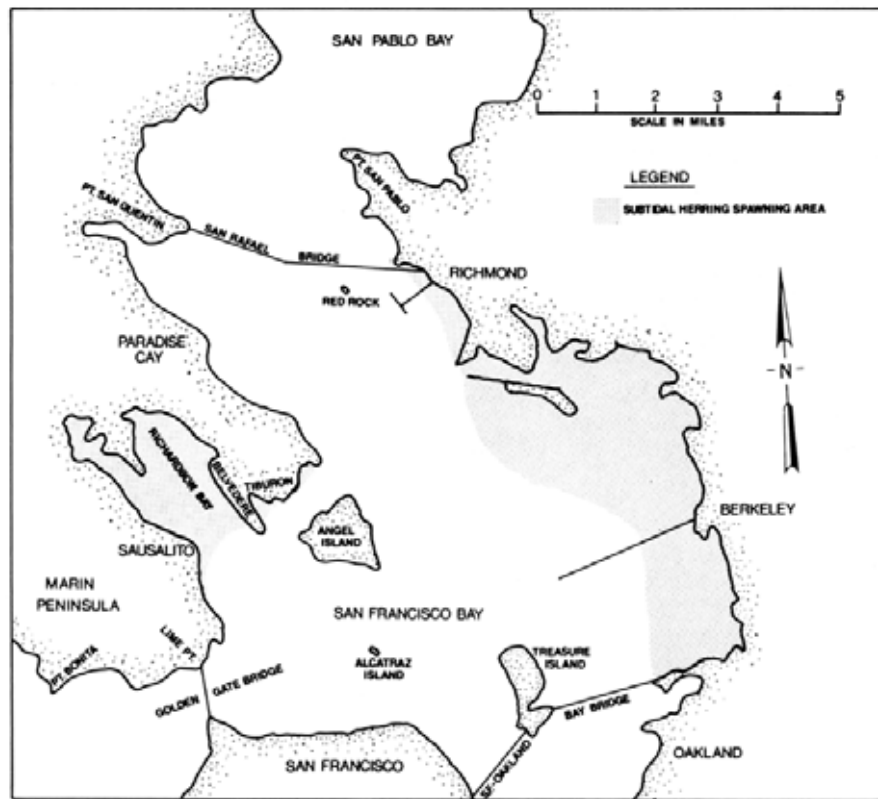 SAN PABLO BAY
0 1 2 3 4 5
SCALE IN MILES
LEGEND
SUBTIDAL HERRING SPAWNING AREA
PT. SAN PABLO
PT. SAN QUENTIN
SAN RAFAEL
BRIDGE
RICHMOND
RED ROCK
PARADISE
CAY
-N-
RICHARDSON BAY
BELVEDERE
TIBURON
ANGEL
ISLAND
BERKELEY
SAUSALITO
MARIN
PENINSULA
SAN FRANCISCO BAY
LIME PT.
PT. BONITA
ALCATRAZ
ISLAND
TREASURE
ISLAND
GOLDEN
GATE BRIDGE
BAY BRIDGE
SAN FRANCISCO
SF-OAKLAND
OAKLAND